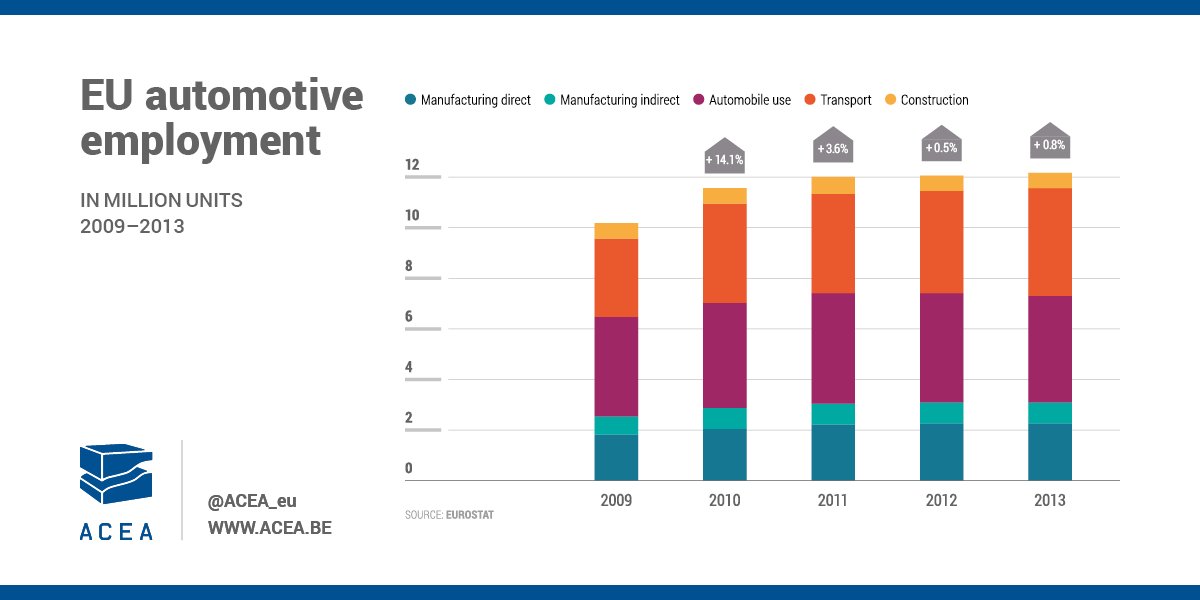 EU automotive
employment
IN MILLION UNITS
2009–2013
Manufacturing direct Manufacturing indirect Automobile use Transport Construction
+ 14.1% + 3.6% + 0.5% + 0.8%
12
10
8
6
4
2
0
2009 2010 2011 2012 2013
SOURCE: EUROSTAT
ACEA
@ACEA_eu
WWW.ACEA.BE